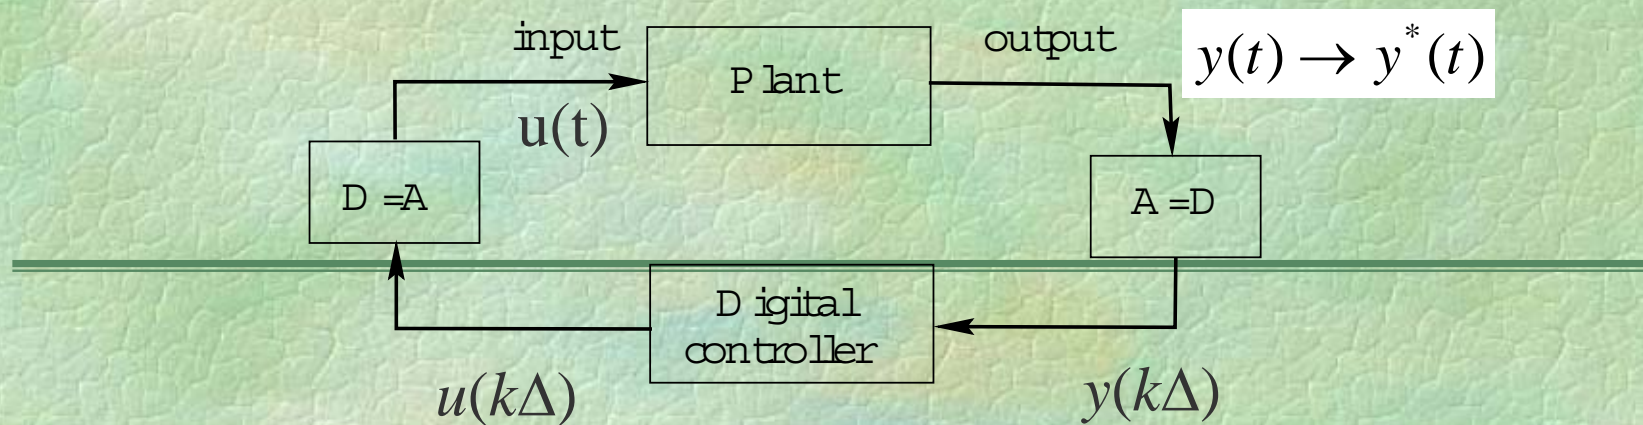 input
Plant
output
y(t) → y*(t)
u(t)
D=A
A=D
Digital
controller
u(kΔ)
y(kΔ)